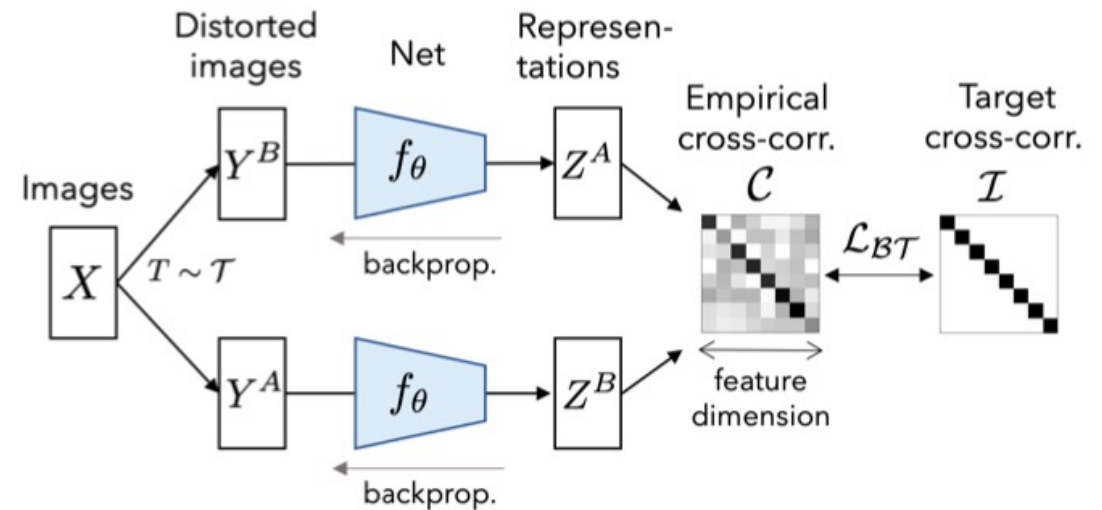 Distorted
images
Net
Represen-
tations
Empirical
cross-corr.
C
Target
cross-corr.
I
Images
X
T ~ T
Y^B
f_θ
Z^A
backprop.
L_BT
Y^A
f_θ
Z^B
backprop.
feature
dimension